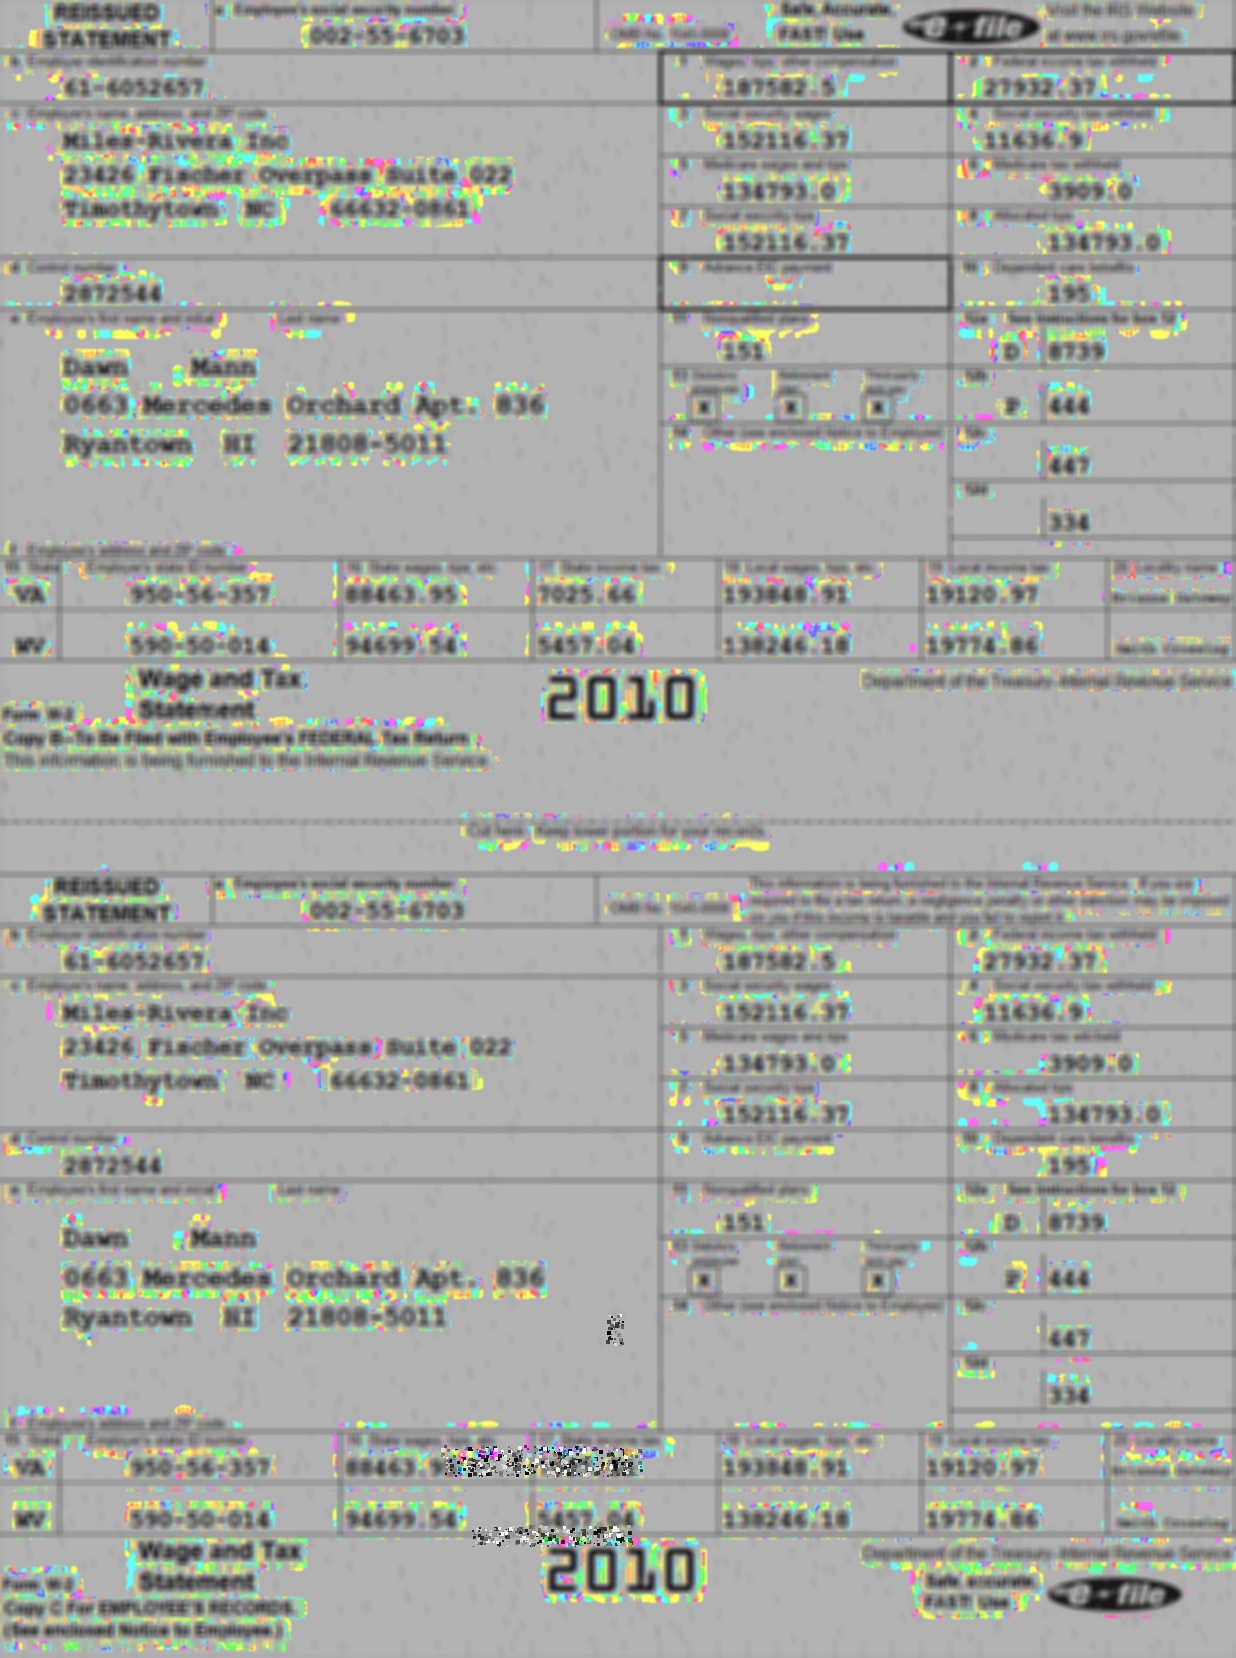 REISSUED STATEMENT
a Employee's social security number
002-55-6703
OMB No. 1545-0008
Safe, Accurate, FAST! Use
e-file
Visit the IRS Website at www.irs.gov/efile
b Employer identification number
61-6052657
1 Wages, tips, other compensation
187582.5
2 Federal income tax withheld
27932.37
c Employer's name, address, and ZIP code
Miles-Rivera Inc
23426 Fischer Overpass Suite 022
Timothytown NC 66632-0861
3 Social security wages
152116.37
4 Social security tax withheld
11636.9
5 Medicare wages and tips
134793.0
6 Medicare tax withheld
3909.0
7 Social security tips
152116.37
8 Allocated tips
134793.0
d Control number
2872544
9 Advance EIC payment
10 Dependent care benefits
195
e Employee's first name and initial Last name
Dawn Mann
0663 Mercedes Orchard Apt. 836
Ryantown HI 21808-5011
11 Nonqualified plans
151
12a See instructions for box 12
D 8739
13 Statutory employee
Retirement plan
Third-party sick pay
X X X
12b
P 444
14 Other (see enclosed Notice to Employee)
12c
447
12d
334
f Employee's address and ZIP code
15 State Employer's state ID number 16 State wages, tips, etc. 17 State income tax 18 Local wages, tips, etc. 19 Local income tax 20 Locality name
VA 950-56-357 88463.95 7025.66 193848.91 19120.97
WV 590-50-014 94699.54 5457.04 138246.18 19774.86
Form W-2 Wage and Tax Statement
2010
Department of the Treasury-Internal Revenue Service
Copy B-To Be Filed with Employee's FEDERAL Tax Return
This information is being furnished to the Internal Revenue Service.
Cut here. Keep lower portion for your records.
REISSUED STATEMENT
a Employee's social security number
002-55-6703
OMB No. 1545-0008
This information is being furnished to the Internal Revenue Service. If you are
required to file a tax return, a negligence penalty or other sanction may be imposed
on you if this income is taxable and you fail to report it.
b Employer identification number
61-6052657
1 Wages, tips, other compensation
187582.5
2 Federal income tax withheld
27932.37
c Employer's name, address, and ZIP code
Miles-Rivera Inc
23426 Fischer Overpass Suite 022
Timothytown NC 66632-0861
3 Social security wages
152116.37
4 Social security tax withheld
11636.9
5 Medicare wages and tips
134793.0
6 Medicare tax withheld
3909.0
7 Social security tips
152116.37
8 Allocated tips
134793.0
d Control number
2872544
9 Advance EIC payment
10 Dependent care benefits
195
e Employee's first name and initial Last name
Dawn Mann
0663 Mercedes Orchard Apt. 836
Ryantown HI 21808-5011
11 Nonqualified plans
151
12a See instructions for box 12
D 8739
13 Statutory employee
Retirement plan
Third-party sick pay
X X X
12b
P 444
14 Other (see enclosed Notice to Employee)
12c
447
12d
334
f Employee's address and ZIP code
15 State Employer's state ID number 16 State wages, tips, etc. 17 State income tax 18 Local wages, tips, etc. 19 Local income tax 20 Locality name
VA 950-56-357 193848.91 19120.97
WV 590-50-014 94699.54 5457.04 138246.18 19774.86
Form W-2 Wage and Tax Statement
2010
Department of the Treasury-Internal Revenue Service
Copy C For EMPLOYEE'S RECORDS.
(See enclosed Notice to Employee.)
Safe, accurate, FAST! Use
e-file